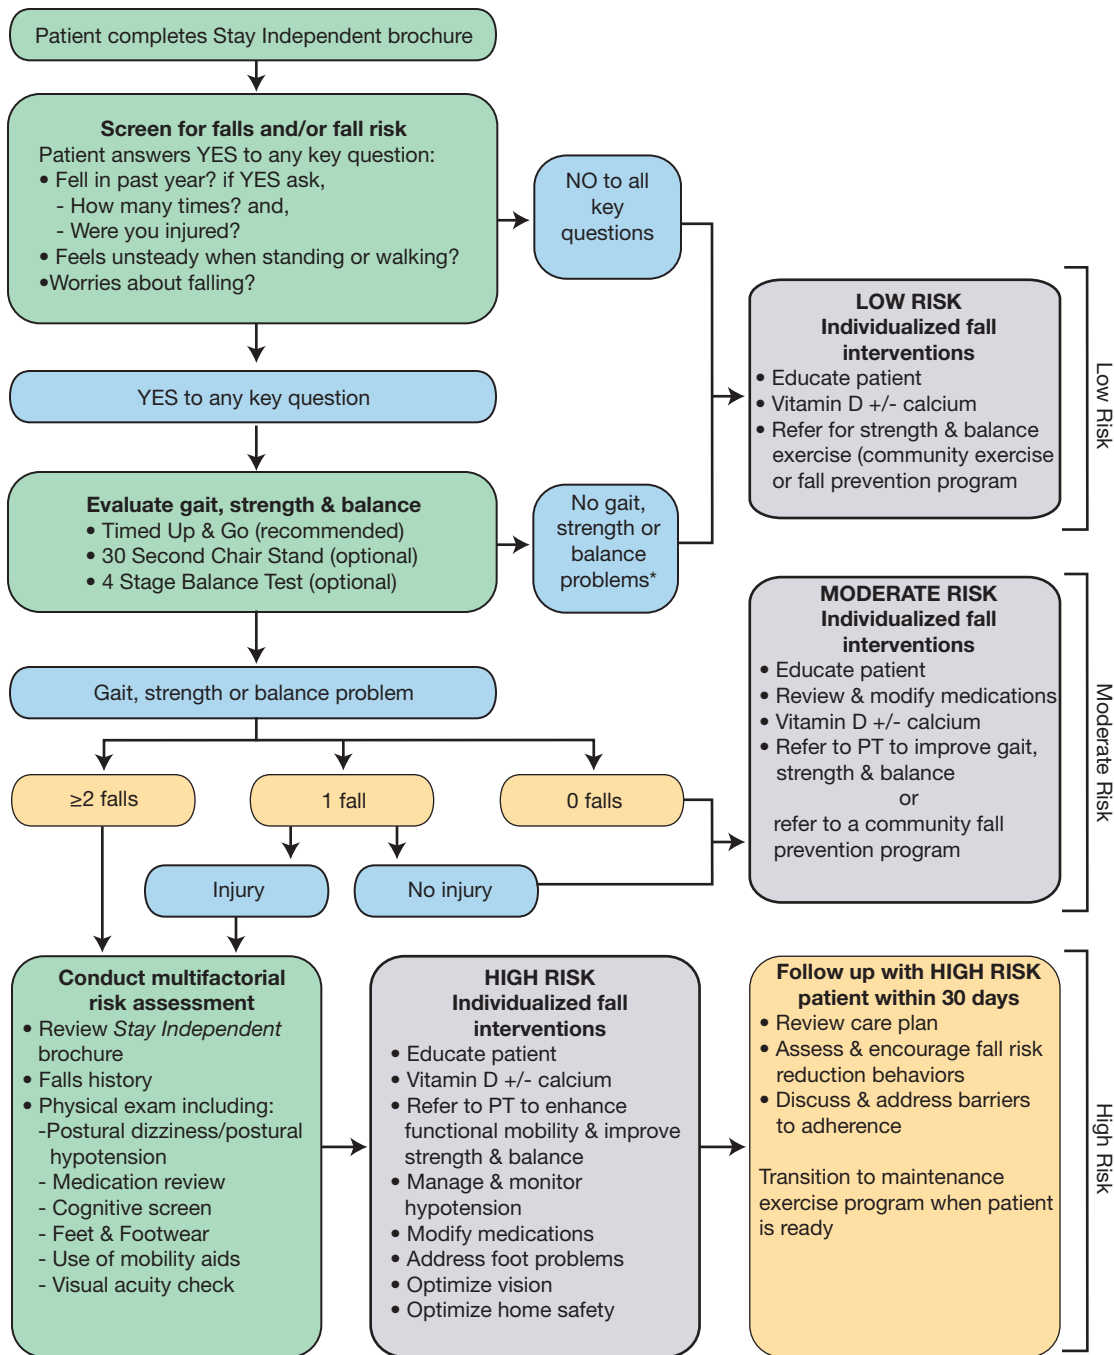 Patient completes Stay Independent brochure
Screen for falls and/or fall risk
Patient answers YES to any key question:
• Fell in past year? if YES ask,
- How many times? and,
- Were you injured?
• Feels unsteady when standing or walking?
•Worries about falling?
NO to all
key
questions
YES to any key question
Evaluate gait, strength & balance
• Timed Up & Go (recommended)
• 30 Second Chair Stand (optional)
• 4 Stage Balance Test (optional)
No gait,
strength or
balance
problems*
LOW RISK
Individualized fall
interventions
• Educate patient
• Vitamin D +/- calcium
• Refer for strength & balance
exercise (community exercise
or fall prevention program
Low Risk
Gait, strength or balance problem
≥2 falls
1 fall
0 falls
Injury
No injury
MODERATE RISK
Individualized fall
interventions
• Educate patient
• Review & modify medications
• Vitamin D +/- calcium
• Refer to PT to improve gait,
strength & balance
or
refer to a community fall
prevention program
Moderate Risk
Conduct multifactorial
risk assessment
• Review Stay Independent
brochure
• Falls history
• Physical exam including:
-Postural dizziness/postural
hypotension
- Medication review
- Cognitive screen
- Feet & Footwear
- Use of mobility aids
- Visual acuity check
HIGH RISK
Individualized fall
interventions
• Educate patient
• Vitamin D +/- calcium
• Refer to PT to enhance
functional mobility & improve
strength & balance
• Manage & monitor
hypotension
• Modify medications
• Address foot problems
• Optimize vision
• Optimize home safety
Follow up with HIGH RISK
patient within 30 days
• Review care plan
• Assess & encourage fall risk
reduction behaviors
• Discuss & address barriers
to adherence
Transition to maintenance
exercise program when patient
is ready
High Risk